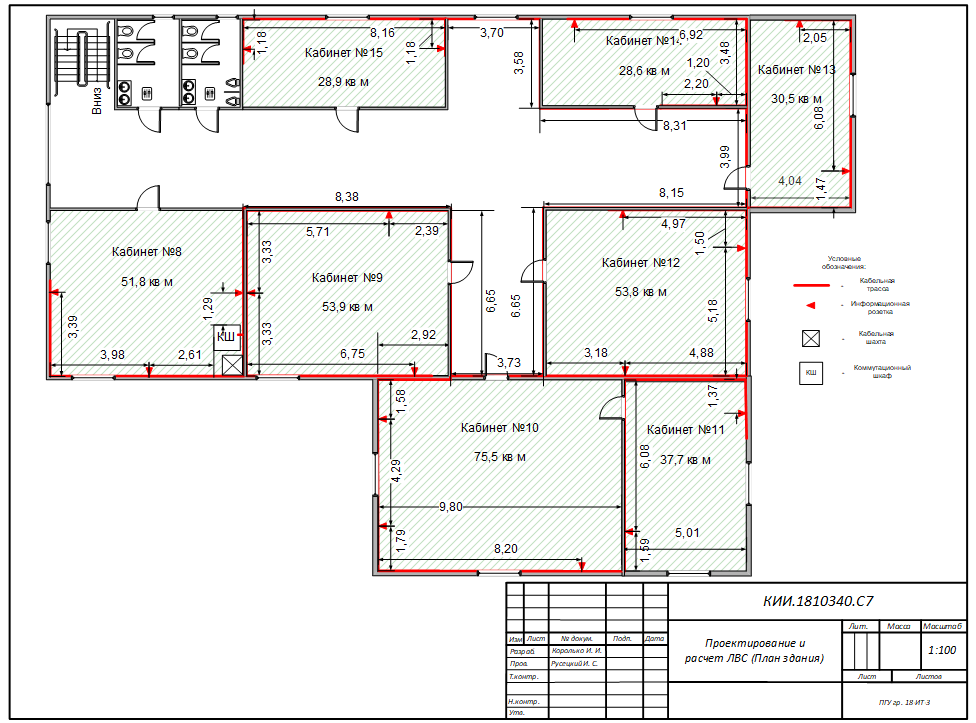 8,16
3,70
6,92
2,05
1,18
1,18
Кабинет №15
28,9 кв м
3,58
Кабинет №14
28,6 кв м
3,48
1,20
2,20
Кабинет №13
30,5 кв м
6,08
Вниз
8,31
3,99
4,04
1,47
8,38
8,15
Кабинет №8
51,8 кв м
3,39
1,29
КШ
3,98
2,61
5,71
2,39
3,33
Кабинет №9
53,9 кв м
3,33
2,92
6,75
6,65
6.65
3,73
4,97
1,50
Кабинет №12
53,8 кв м
5,18
3,18
4,88
Условные
обозначения:
-
Кабельная
трасса
-
Информационная
розетка
-
Кабельная
шахта
КШ
-
Коммутационный
шкаф
1,58
Кабинет №10
75,5 кв м
4,29
9,80
1,79
8,20
1,37
Кабинет №11
37,7 кв м
6,08
5,01
1,59
КИИ.1810340.С7
Изм
Лист
№ докум.
Подп.
Дата
Разраб.
Королько И. И.
Пров.
Русецкий И. С.
Т.контр.
Н.контр.
Утв.
Проектирование и
расчет ЛВС (План здания)
Лит.
Масса
Масштаб
1:100
Лист
Листов
ПГУ гр. 18 ИТ-3